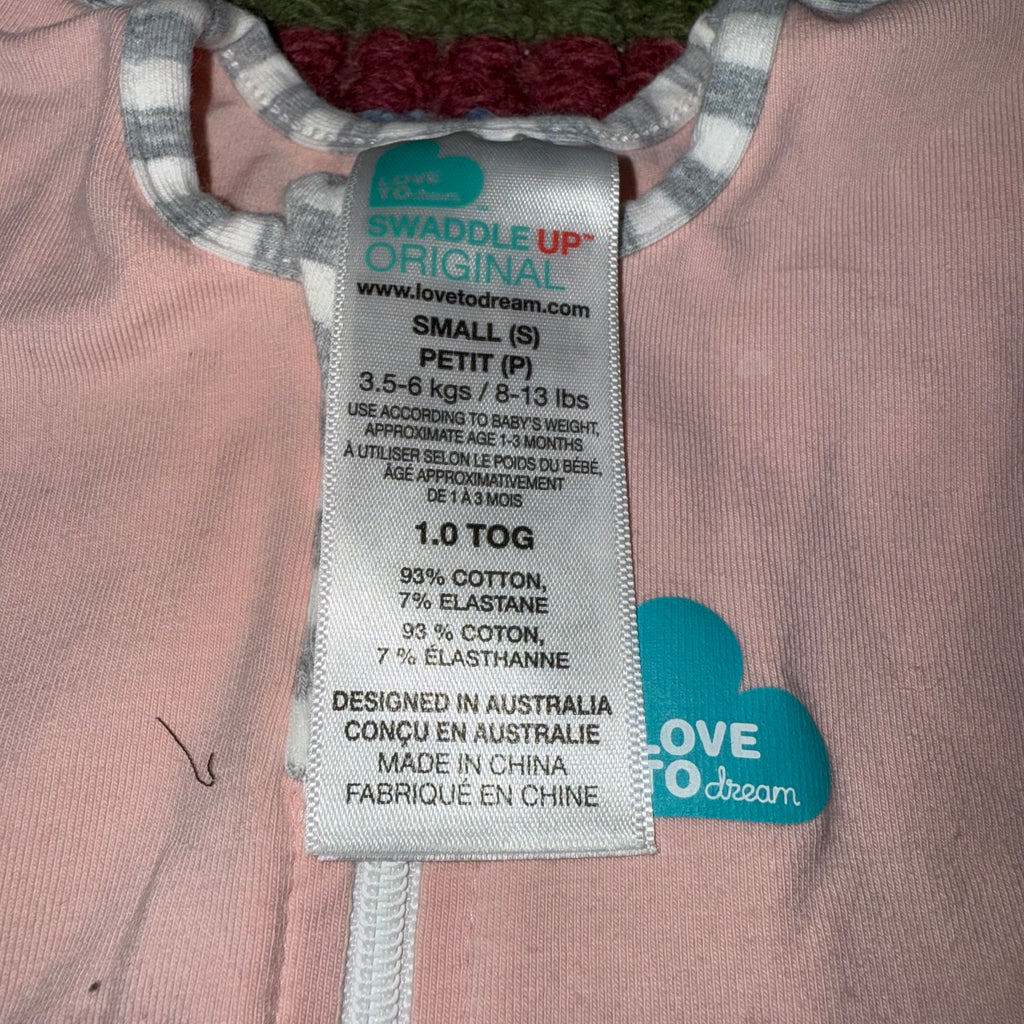 LOVE
TO dream
SWADDLE UP™
ORIGINAL
www.lovetodream.com
SMALL (S)
PETIT (P)
3.5-6 kgs / 8-13 lbs
USE ACCORDING TO BABY'S WEIGHT,
APPROXIMATE AGE 1-3 MONTHS
À UTILISER SELON LE POIDS DU BÉBÉ,
ÂGE APPROXIMATIVEMENT
DE 1 À 3 MOIS
1.0 TOG
93% COTTON,
7% ELASTANE
93 % COTON,
7 % ÉLASTHANNE
DESIGNED IN AUSTRALIA
CONÇU EN AUSTRALIE
MADE IN CHINA
FABRIQUÉ EN CHINE
LOVE
TO dream